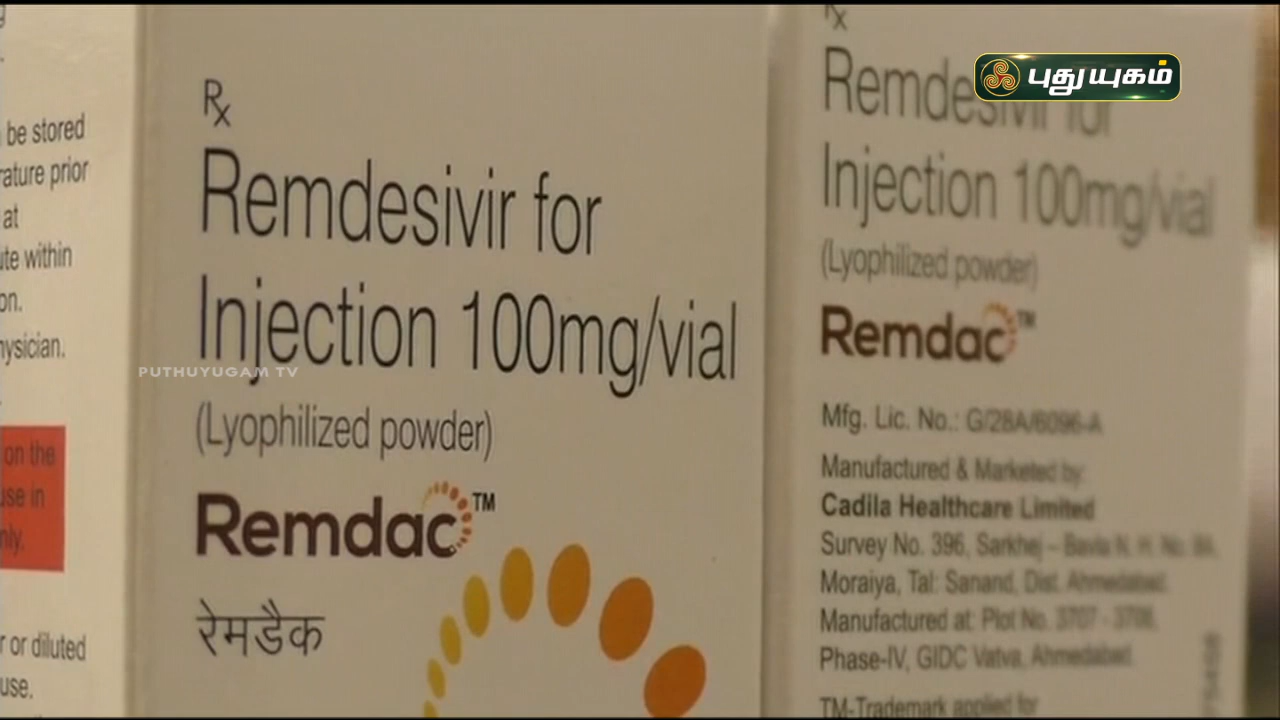 be stored
rature prior
at
ute within
on.
hysician.
on the
use in
nly.
r or diluted
use.
Rx
Remdesivir for
Injection 100mg/vial
(Lyophilized powder)
Remdac™
रेमडैक
PUTHUYUGAM TV
புதுயுகம்
Rx
Remdesivir for
Injection 100mg/vial
(Lyophilized powder)
Remdac™
Mfg. Lic. No.: G/28A/6096-A
Manufactured & Marketed by:
Cadila Healthcare Limited
Survey No. 396, Sarkhej – Bavla N. H. No.
Moraiya, Tal: Sanand, Dist. Ahmedabad.
Manufactured at: Plot No. 3707 - 3708,
Phase-IV, GIDC Vatva, Ahmedabad.
TM-Trademark applied for